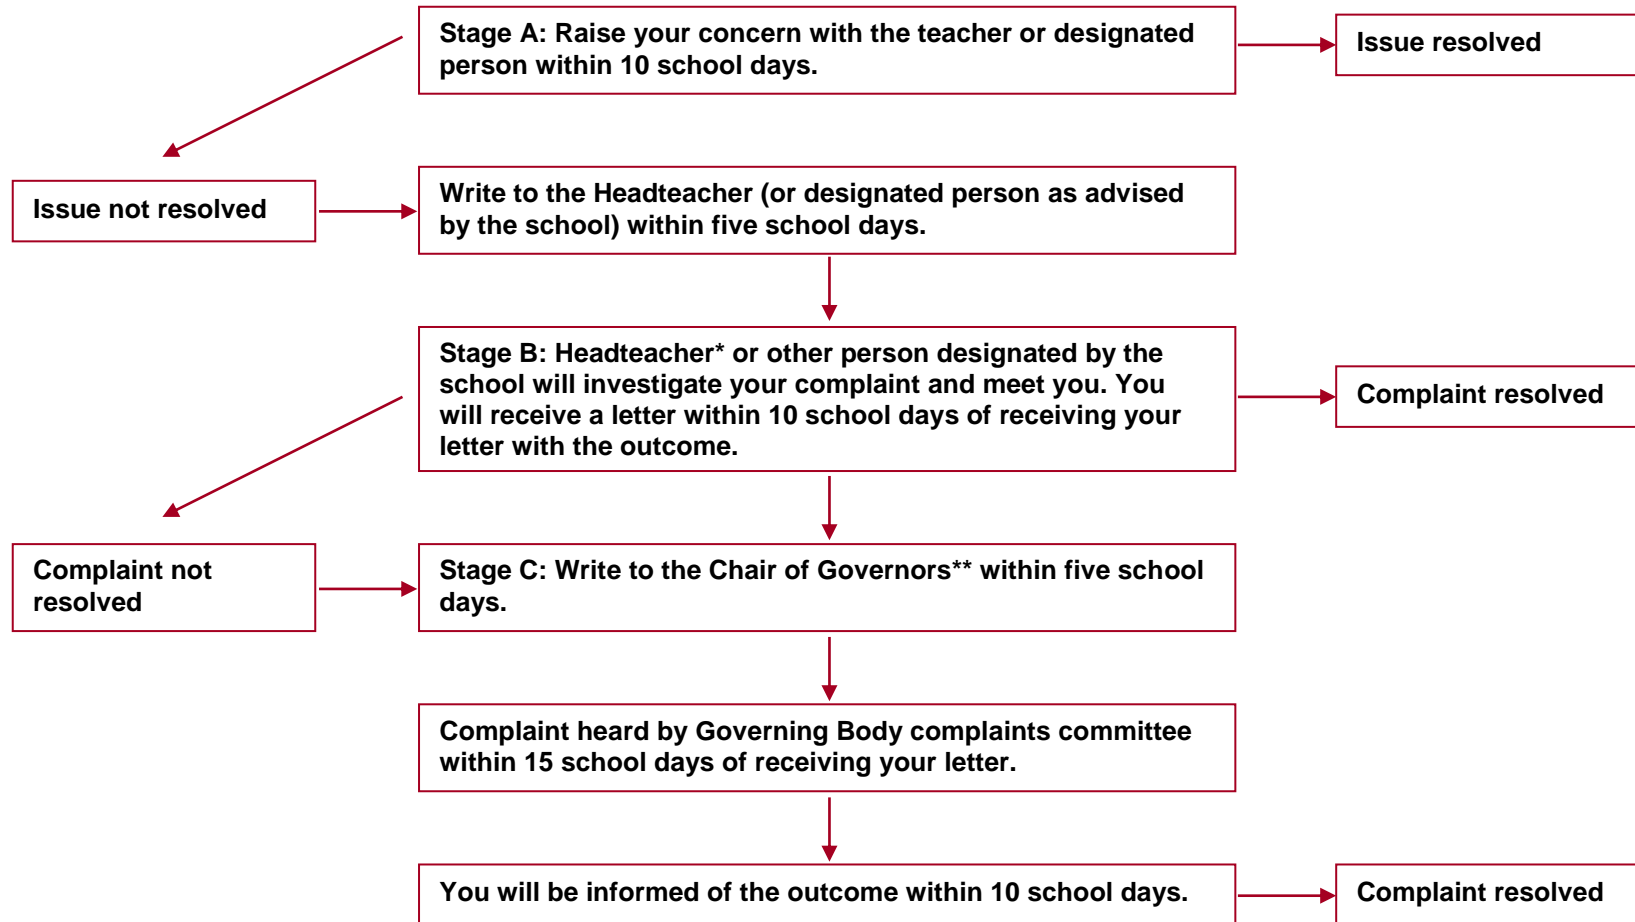 Stage A: Raise your concern with the teacher or designated
person within 10 school days.
Issue resolved
Issue not resolved
Write to the Headteacher (or designated person as advised
by the school) within five school days.
Stage B: Headteacher* or other person designated by the
school will investigate your complaint and meet you. You
will receive a letter within 10 school days of receiving your
letter with the outcome.
Complaint resolved
Complaint not
resolved
Stage C: Write to the Chair of Governors** within five school
days.
Complaint heard by Governing Body complaints committee
within 15 school days of receiving your letter.
You will be informed of the outcome within 10 school days.
Complaint resolved